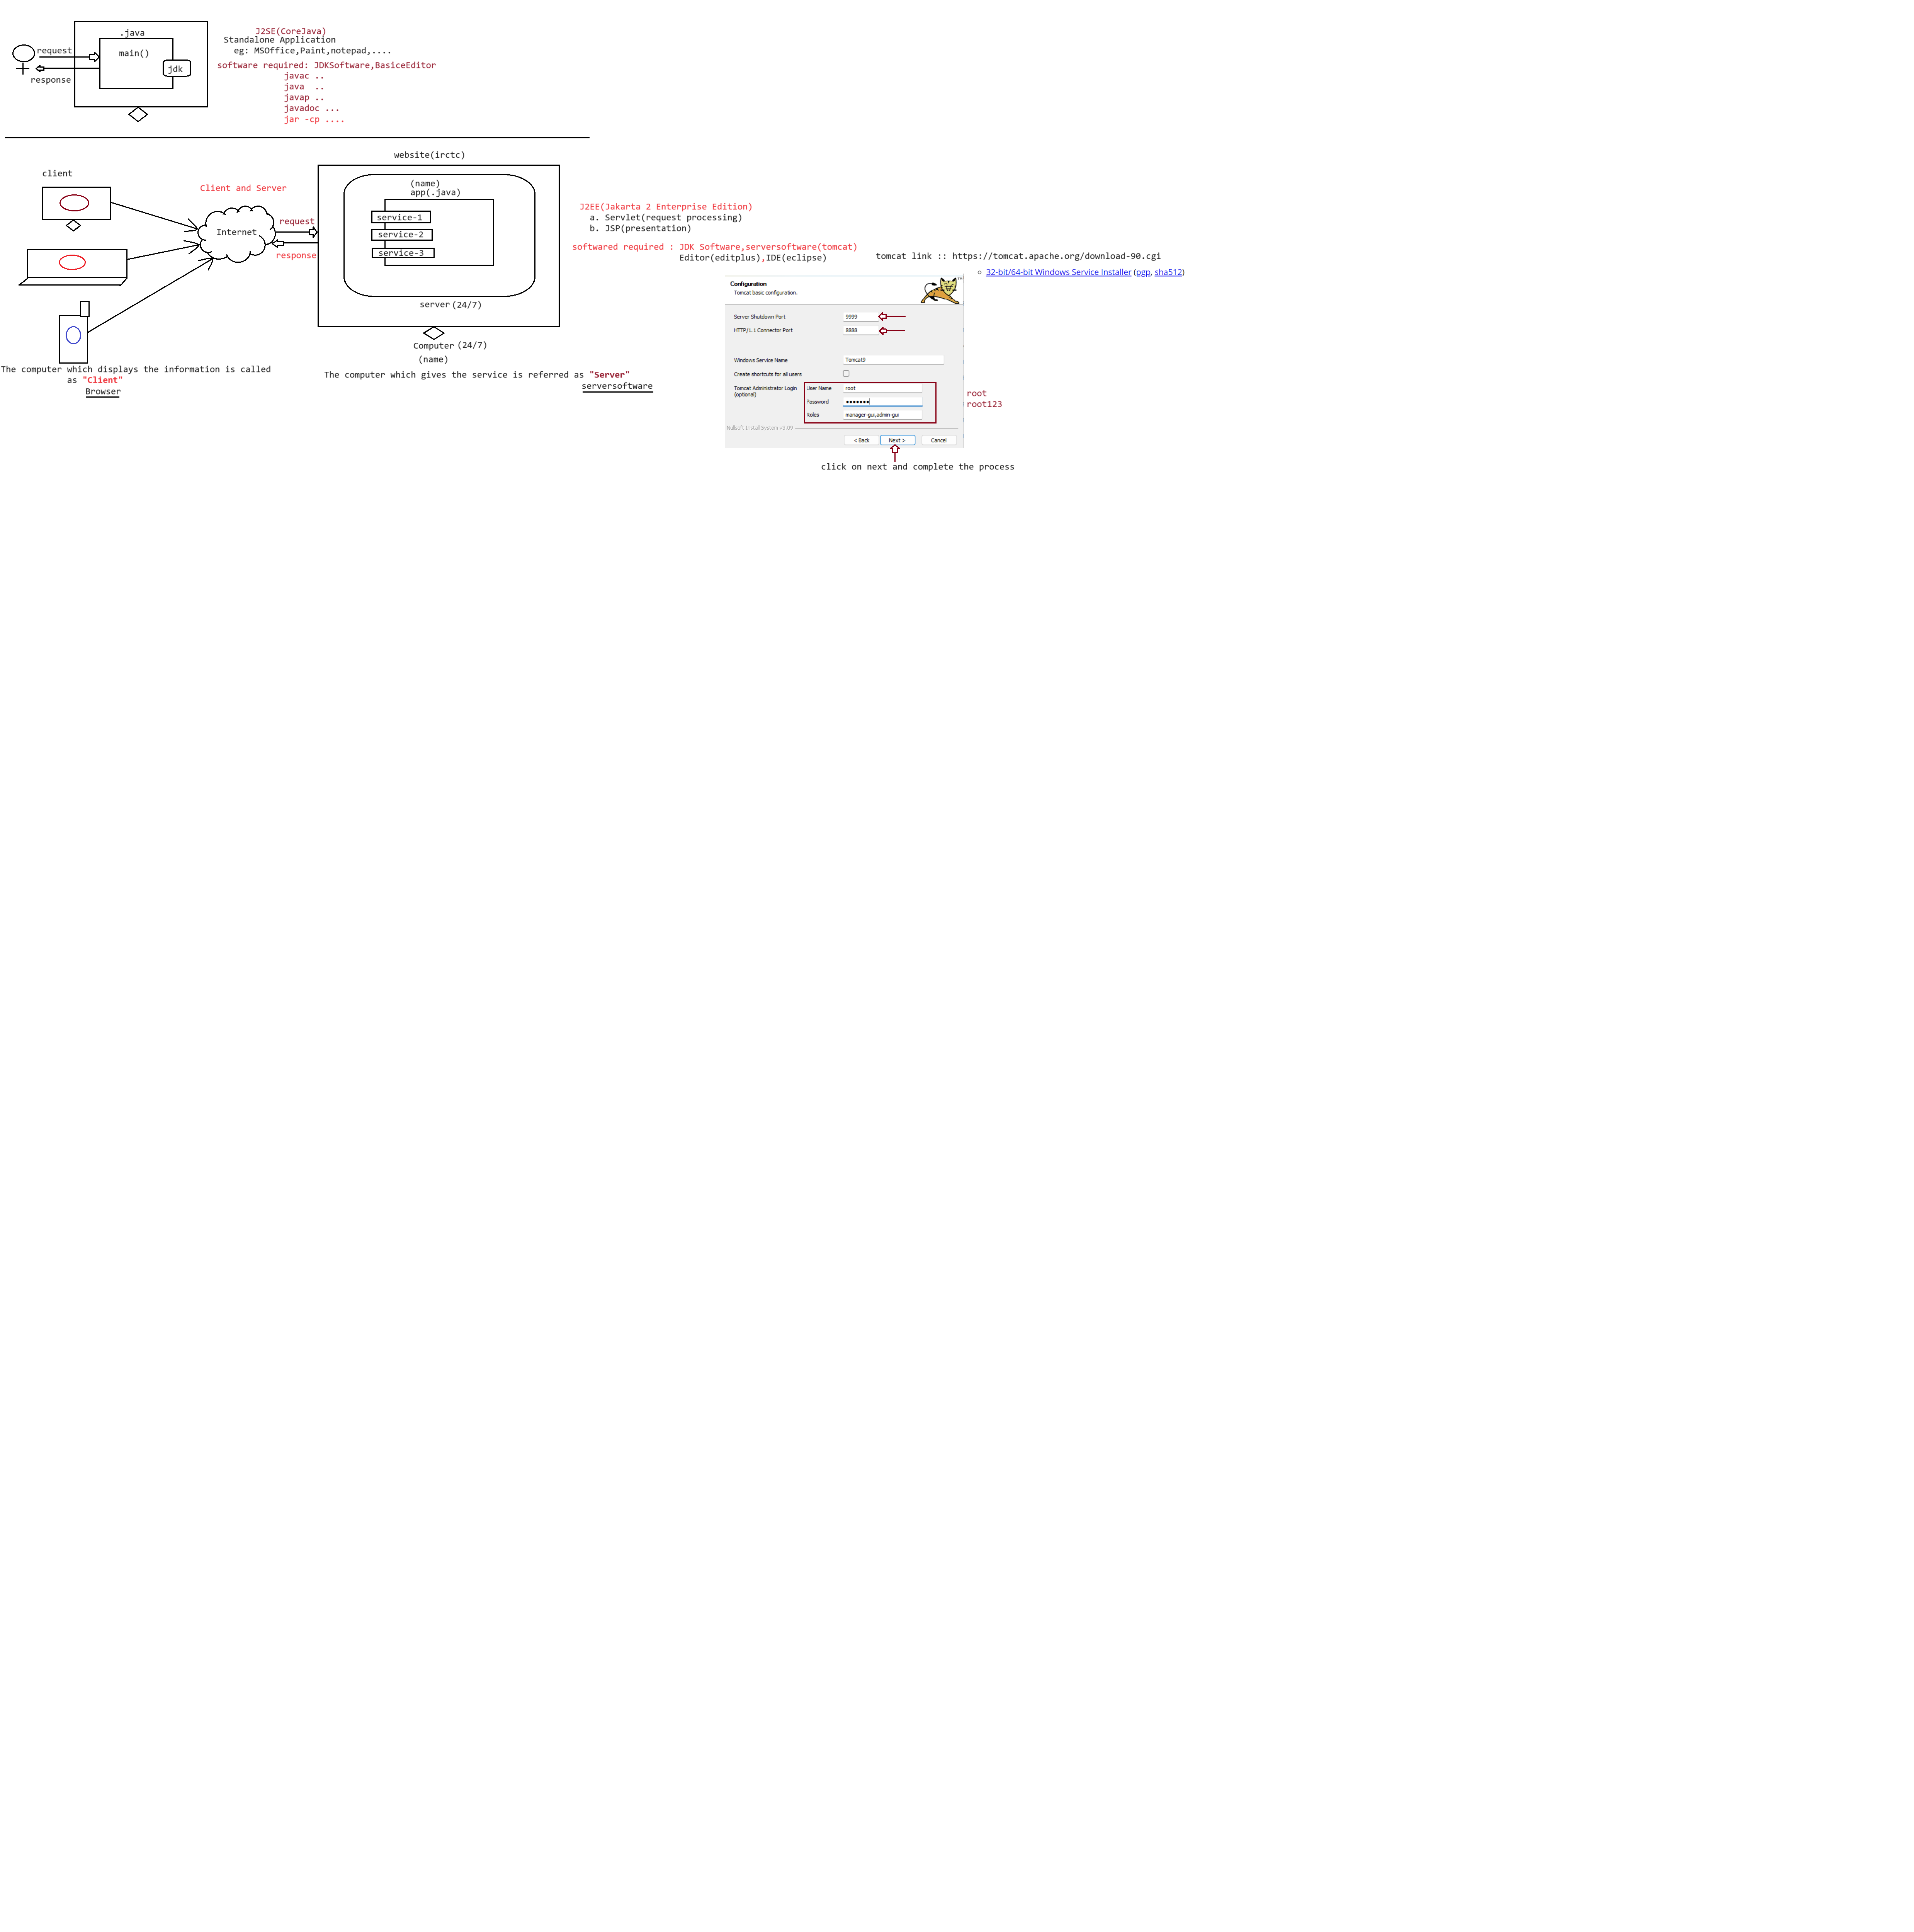 .java
main()
jdk
request
response
J2SE(CoreJava)
Standalone Application
eg: MSOffice,Paint,notepad,....
software required: JDKSoftware,BasiceEditor
javac ..
java  ..
javap ..
javadoc ...
jar -cp ....
website(irtc)
client
Client and Server
Internet
request
response
(name)
app(.java)
service-1
service-2
service-3
server (24/7)
Computer (24/7)
(name)
The computer which displays the information is called
as "Client"
Browser
The computer which gives the service is referred as "Server"
serversoftware
J2EE(Jakarta 2 Enterprise Edition)
a. Servlet(request processing)
b. JSP(presentation)
softwared required : JDK Software,serversoftware(tomcat)
Editor(editplus),IDE(eclipse)
tomcat link :: https://tomcat.apache.org/download-90.cgi
32-bit/64-bit Windows Service Installer (pgp, sha512)
Configuration
Tomcat basic configuration.
TM
Server Shutdown Port 9999
HTTP/1.1 Connector Port 8888
Windows Service Name Tomcat9
Create shortcuts for all users
Tomcat Administrator Login User Name root
(optional)
Password •••••••
Roles manager-gui,admin-gui
Nullsoft Install System v3.09
< Back Next > Cancel
root
root123
click on next and complete the process